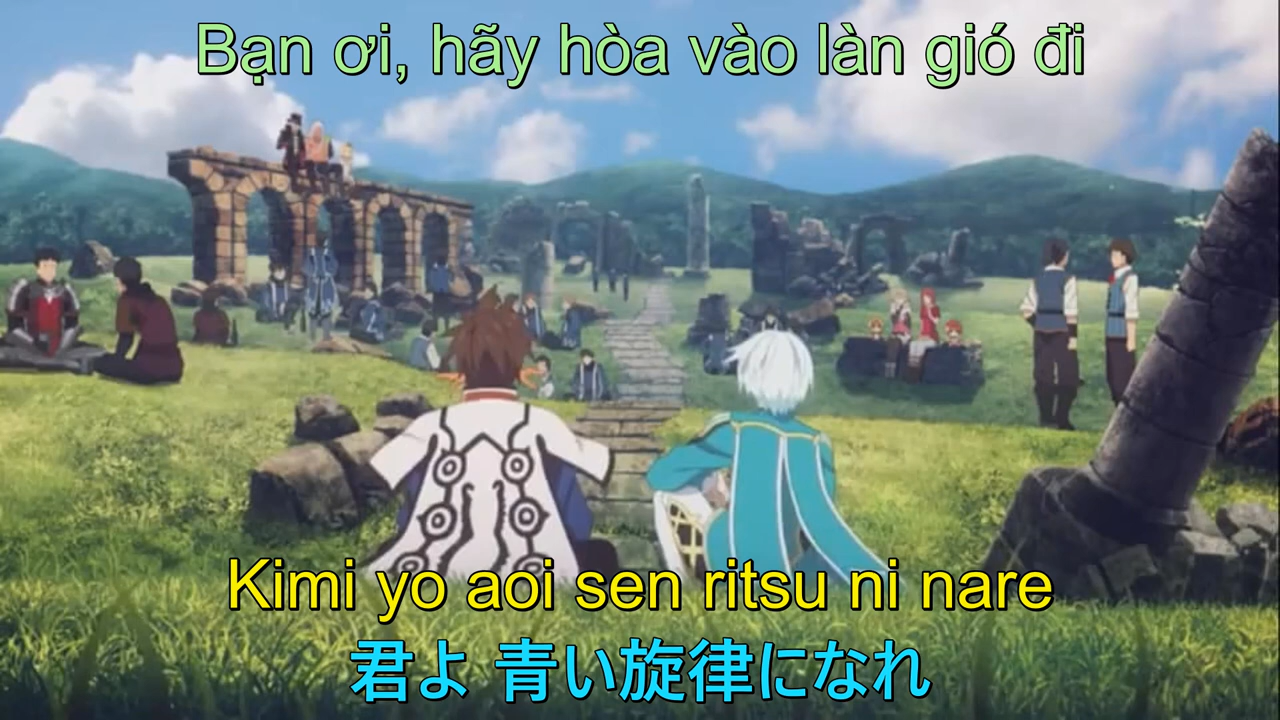 Bạn ơi, hãy hòa vào làn gió đi
Kimi yo aoi sen ritsu ni nare
君よ 青い旋律になれ